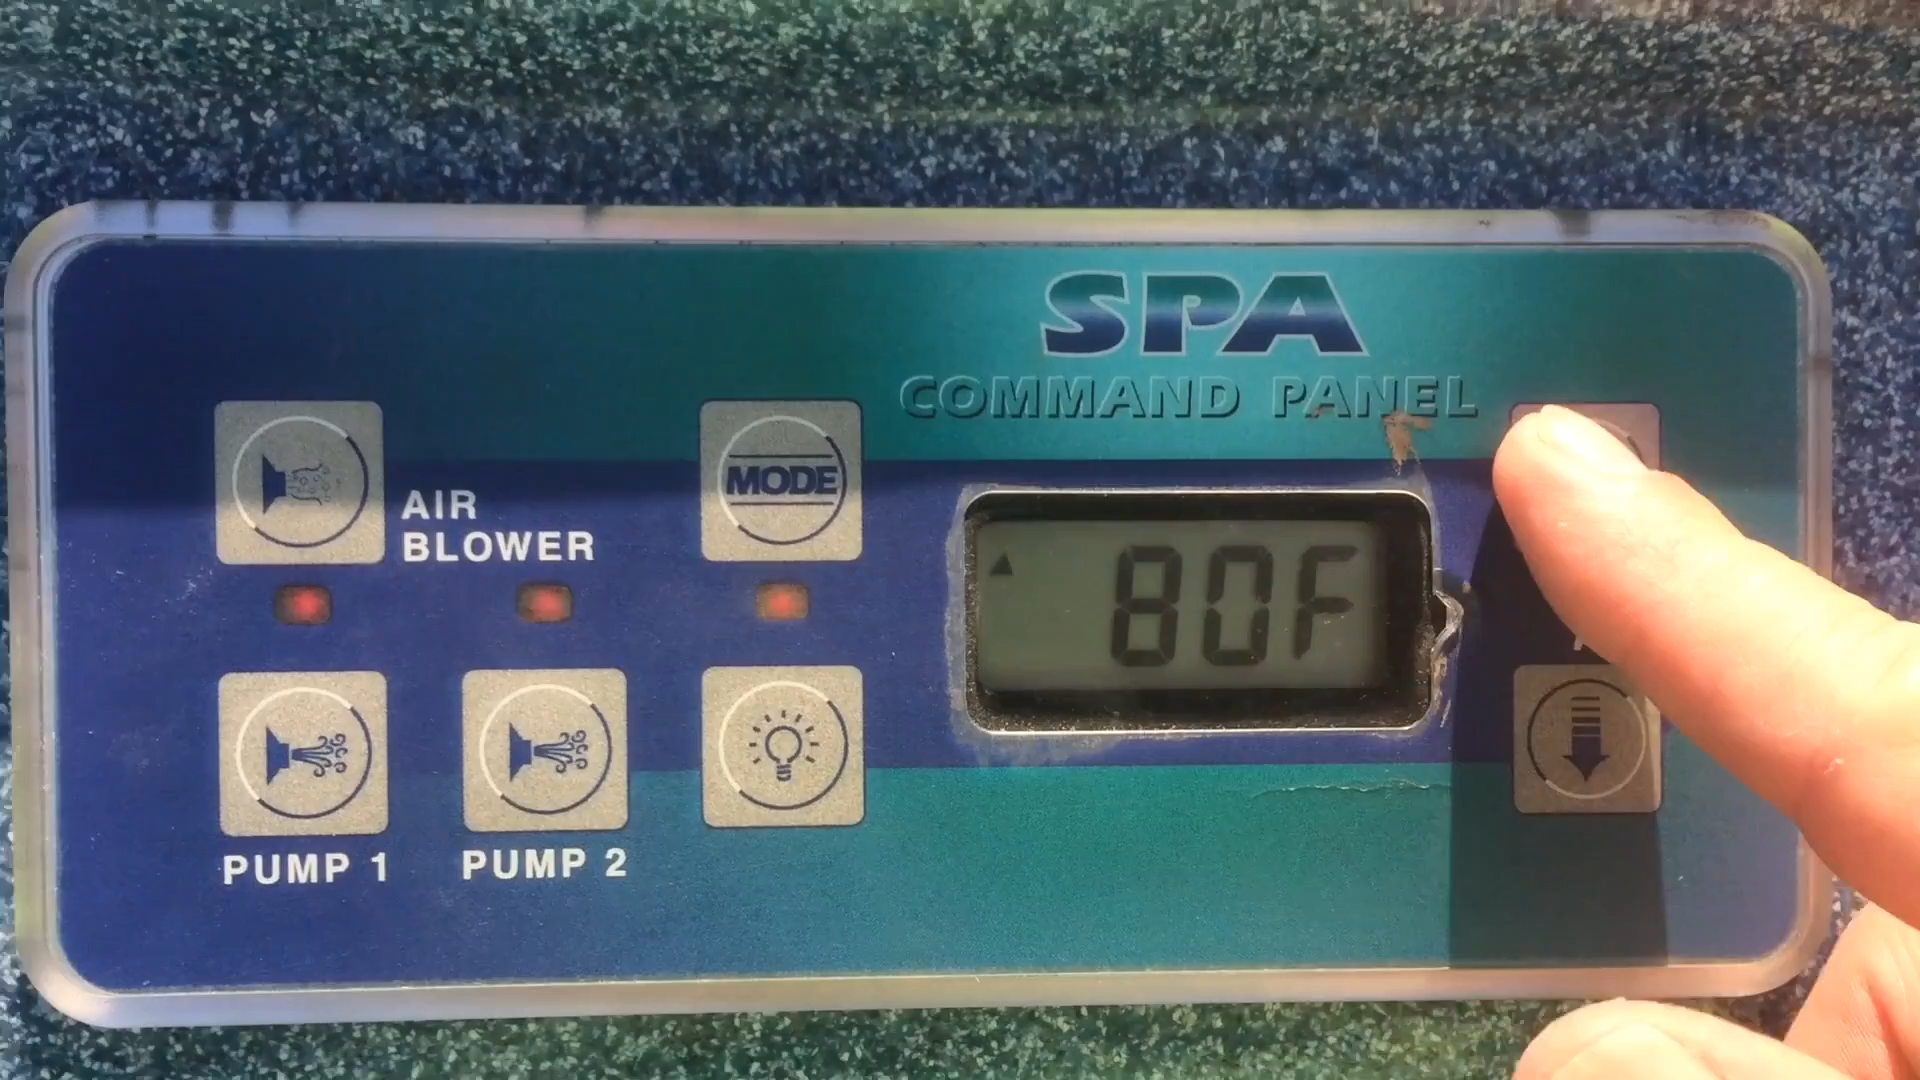 SPA
COMMAND PANEL
AIR
BLOWER
MODE
80F
PUMP 1
PUMP 2